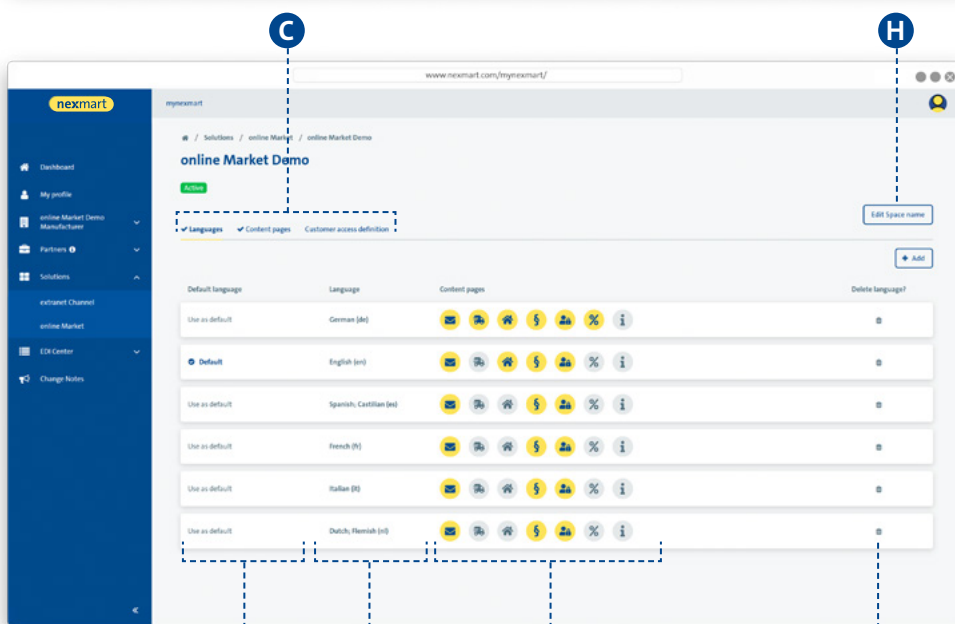 C
H
www.nexmart.com/mynexmart/
nexmart
mynexmart
/ Solutions / online Market / online Market Demo
online Market Demo
Active
Dashboard
My profile
online Market Demo
Manufacturer
Partners
Solutions
extranet Channel
online Market
EDI Center
Change Notes
Edit Space name
Languages Content pages Customer access definition
+ Add
Default language Language Content pages Delete language?
Use as default German (de) § % i
Default English (en) § % i
Use as default Spanish; Castilian (es) § % i
Use as default French (fr) § % i
Use as default Italian (it) § % i
Use as default Dutch; Flemish (nl) § % i